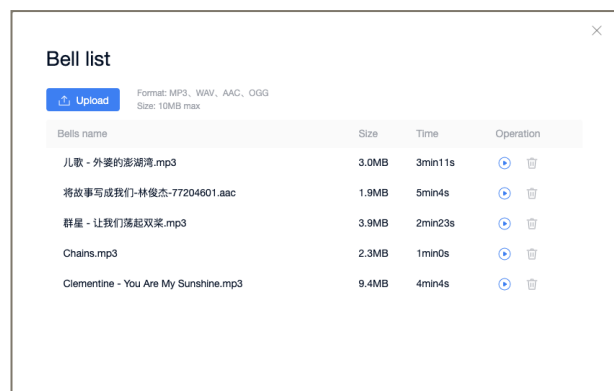 Bell list
Upload
Format: MP3、WAV、AAC、OGG
Size: 10MB max
Bells name Size Time Operation
儿歌 - 外婆的澎湖湾.mp3 3.0MB 3min11s
将故事写成我们-林俊杰-77204601.aac 1.9MB 5min4s
群星 - 让我们荡起双桨.mp3 3.9MB 2min23s
Chains.mp3 2.3MB 1min0s
Clementine - You Are My Sunshine.mp3 9.4MB 4min4s